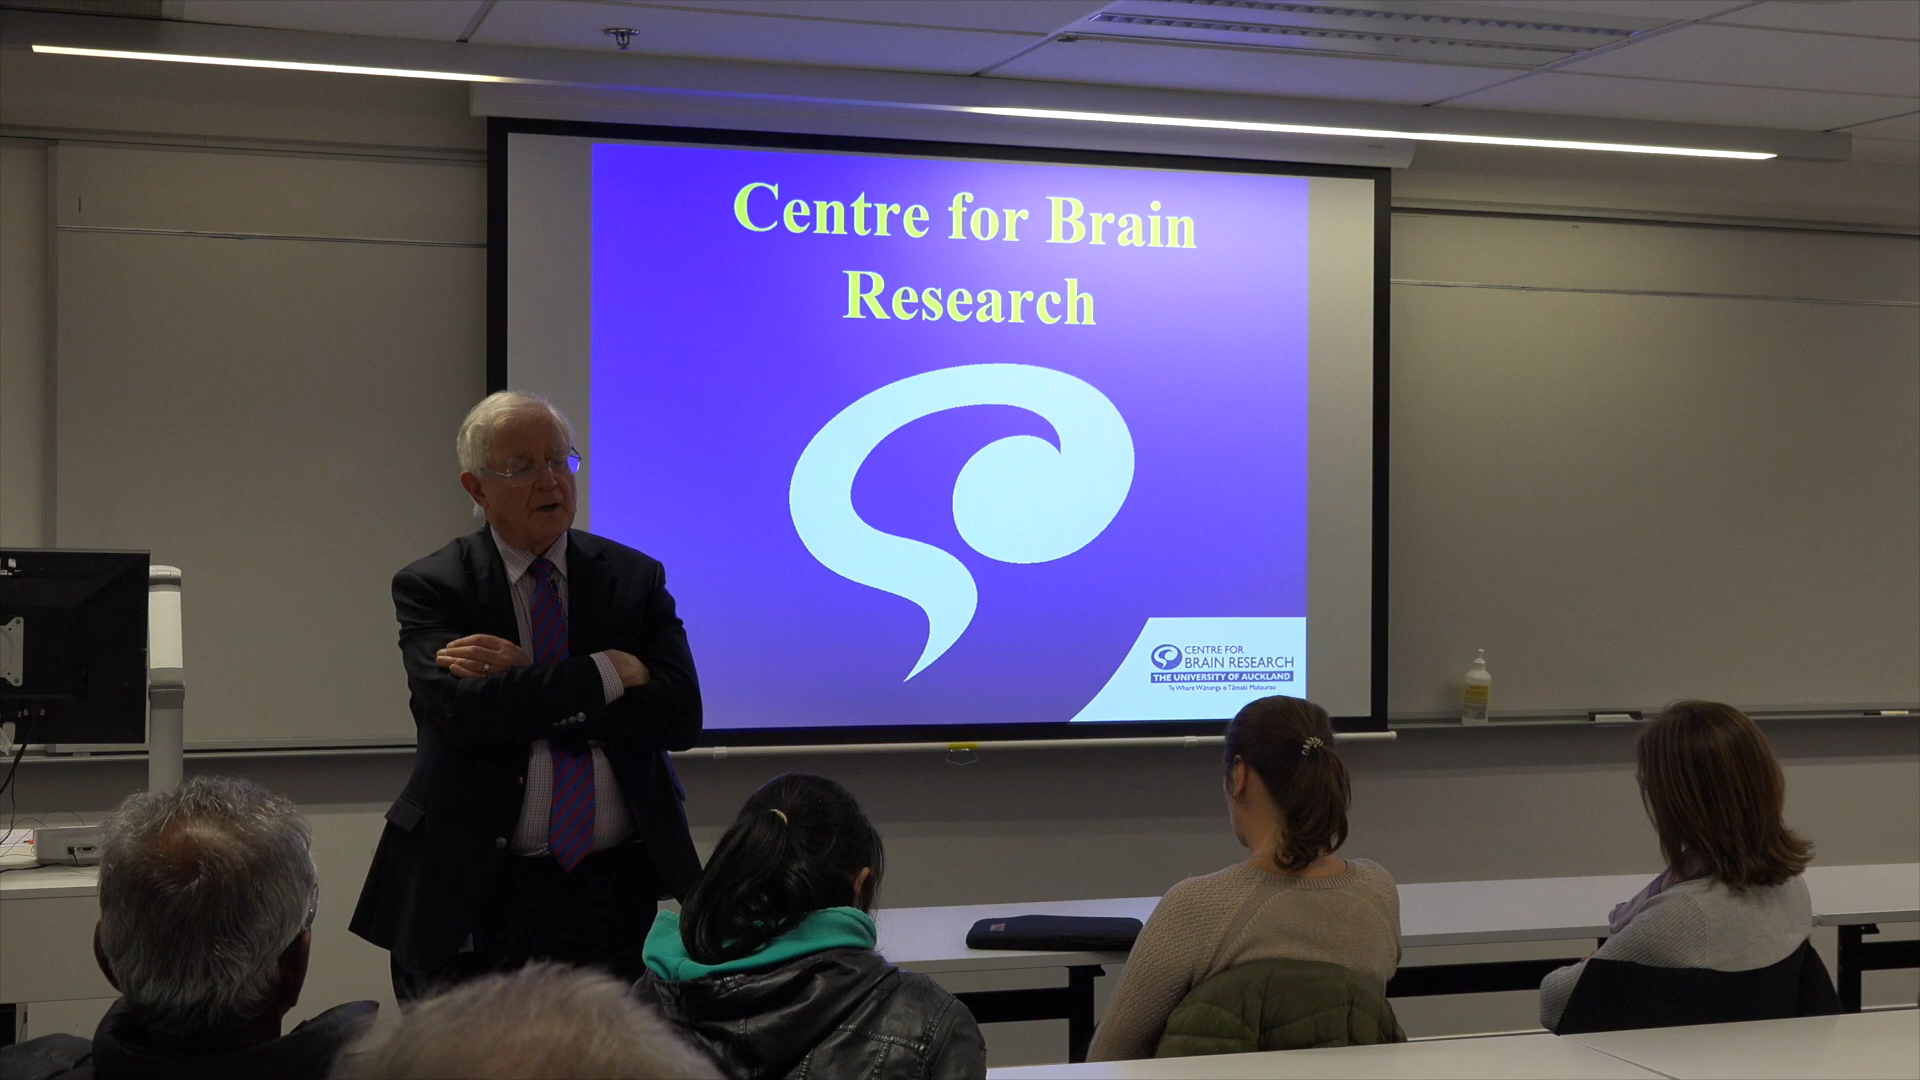 Centre for Brain
Research
CENTRE FOR
BRAIN RESEARCH
THE UNIVERSITY OF AUCKLAND
Te Whare Wānanga o Tāmaki Makaurau